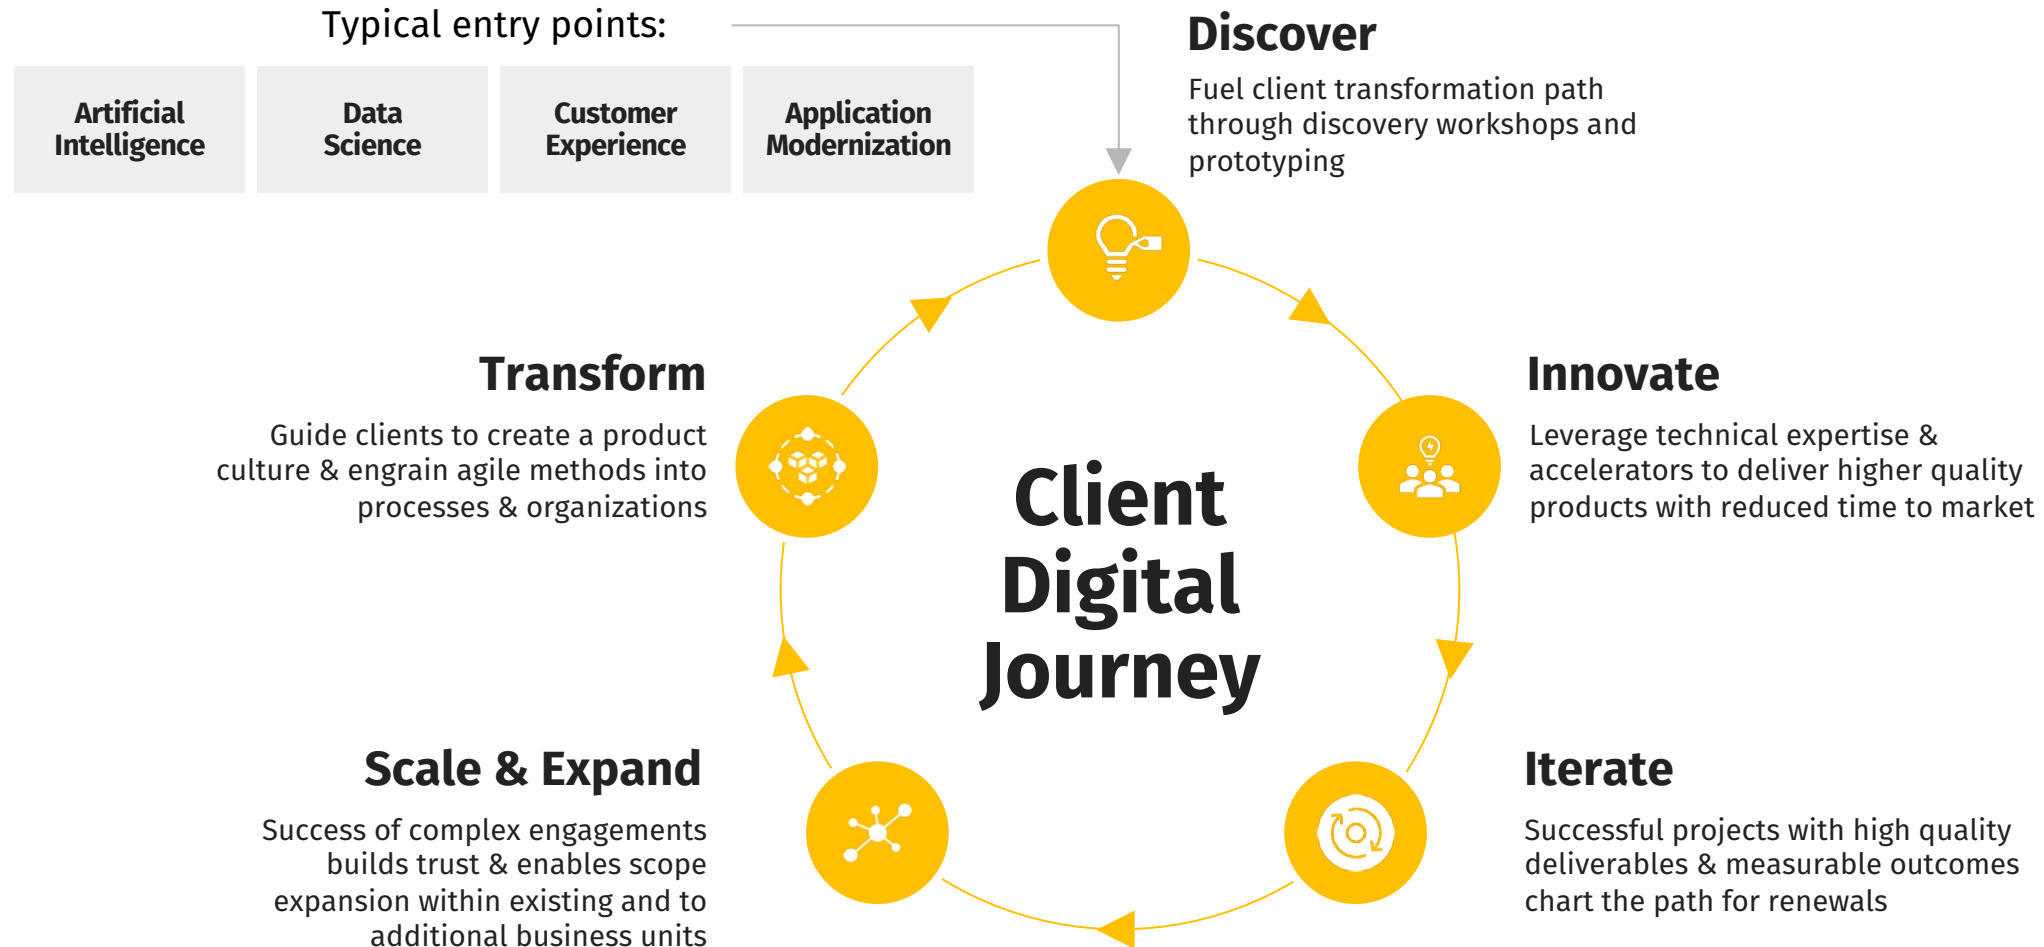 Typical entry points:
Artificial
Intelligence
Data
Science
Customer
Experience
Application
Modernization
Discover
Fuel client transformation path
through discovery workshops and
prototyping
Transform
Guide clients to create a product
culture & engrain agile methods into
processes & organizations
Client
Digital
Journey
Innovate
Leverage technical expertise &
accelerators to deliver higher quality
products with reduced time to market
Scale & Expand
Success of complex engagements
builds trust & enables scope
expansion within existing and to
additional business units
Iterate
Successful projects with high quality
deliverables & measurable outcomes
chart the path for renewals